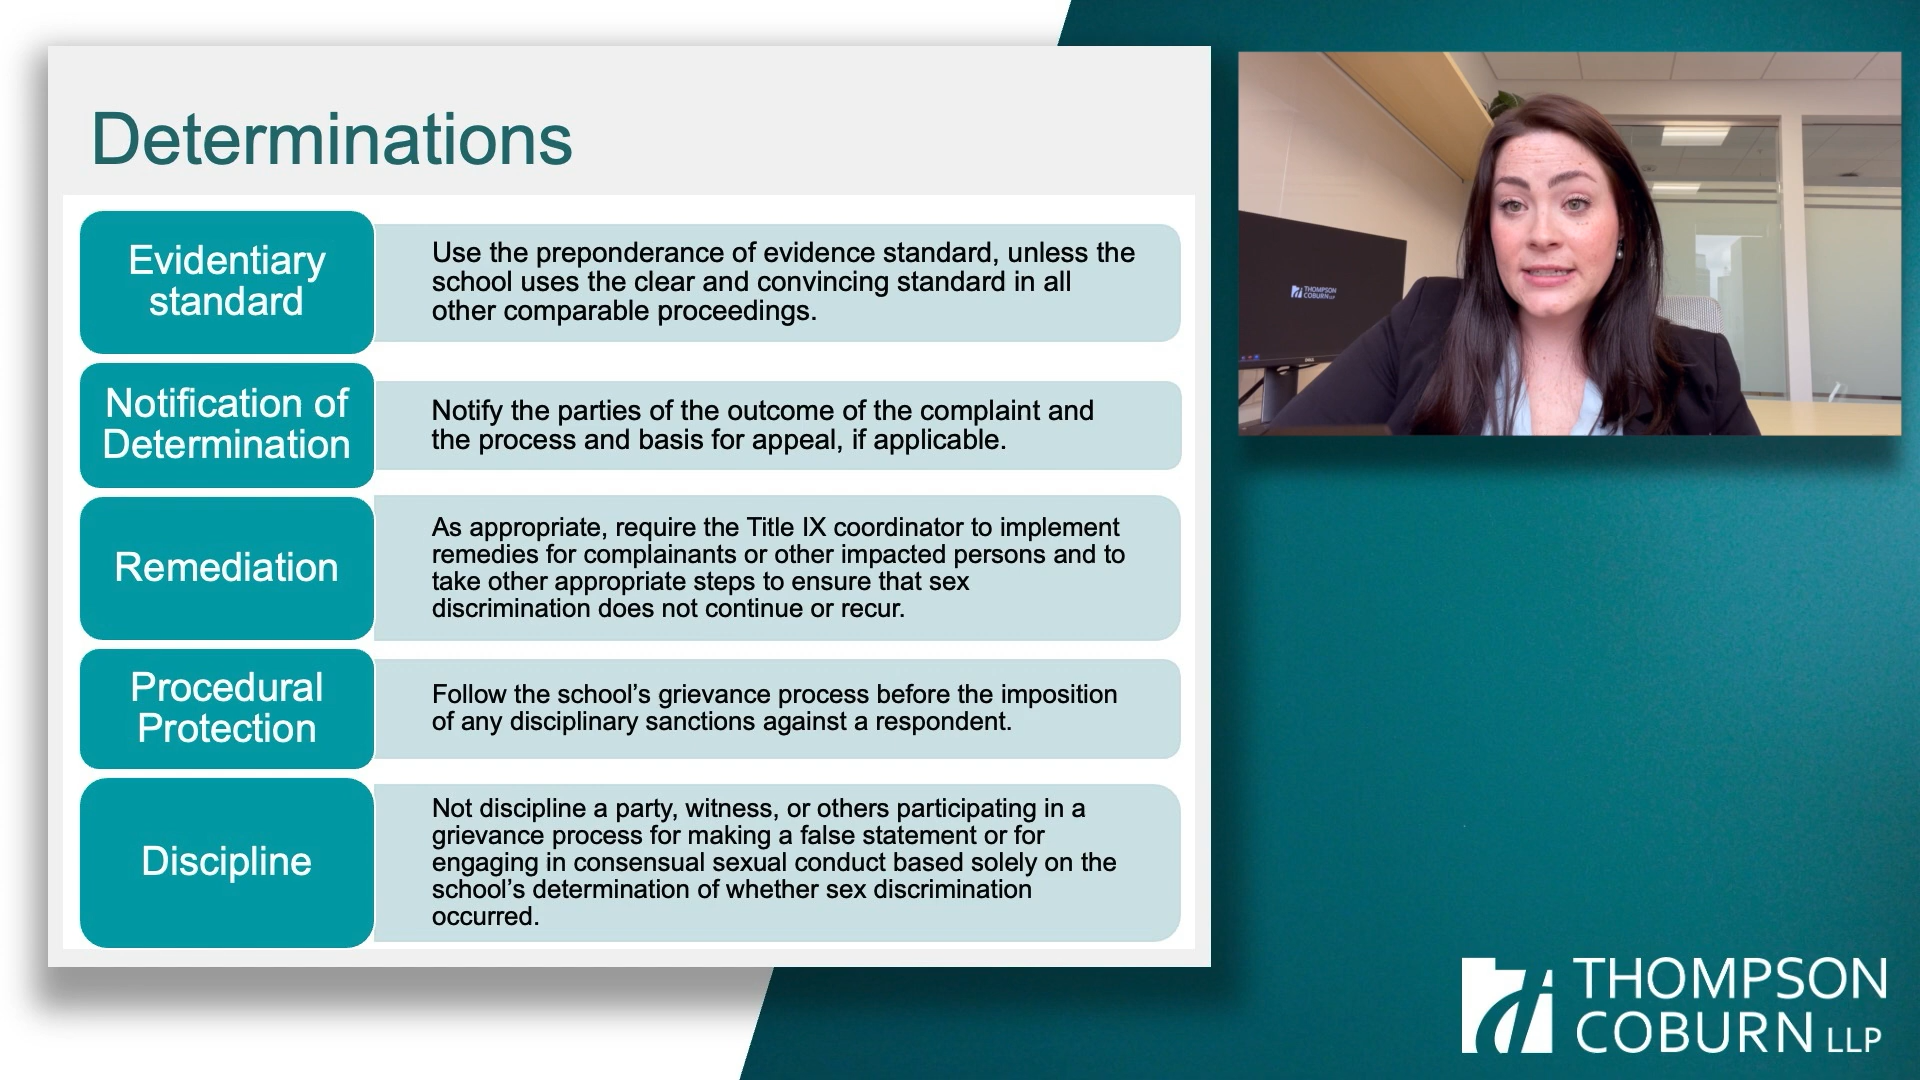 Determinations
Evidentiary
standard
Use the preponderance of evidence standard, unless the
school uses the clear and convincing standard in all
other comparable proceedings.
Notification of
Determination
Notify the parties of the outcome of the complaint and
the process and basis for appeal, if applicable.
Remediation
As appropriate, require the Title IX coordinator to implement
remedies for complainants or other impacted persons and to
take other appropriate steps to ensure that sex
discrimination does not continue or recur.
Procedural
Protection
Follow the school’s grievance process before the imposition
of any disciplinary sanctions against a respondent.
Discipline
Not discipline a party, witness, or others participating in a
grievance process for making a false statement or for
engaging in consensual sexual conduct based solely on the
school’s determination of whether sex discrimination
occurred.
THOMPSON
COBURN LLP
THOMPSON
COBURN LLP